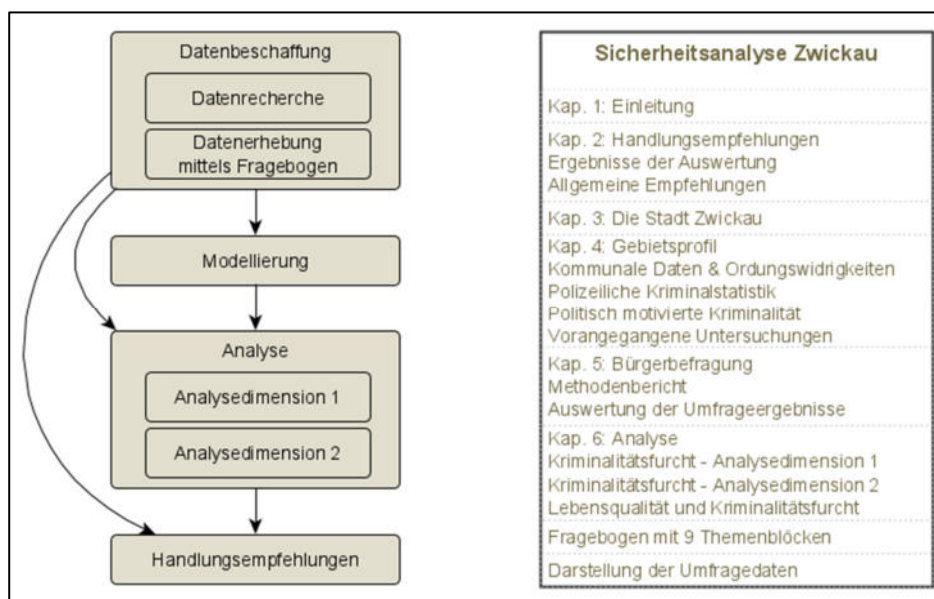 Datenbeschaffung
Datenrecherche
Datenerhebung
mittels Fragebogen
Modellierung
Analyse
Analysedimension 1
Analysedimension 2
Handlungsempfehlungen
Sicherheitsanalyse Zwickau
Kap. 1: Einleitung
Kap. 2: Handlungsempfehlungen
Ergebnisse der Auswertung
Allgemeine Empfehlungen
Kap. 3: Die Stadt Zwickau
Kap. 4: Gebietsprofil
Kommunale Daten & Ordungswidrigkeiten
Polizeiliche Kriminalstatistik
Politisch motivierte Kriminalität
Vorangegangene Untersuchungen
Kap. 5: Bürgerbefragung
Methodenbericht
Auswertung der Umfrageergebnisse
Kap. 6: Analyse
Kriminalitätsfurcht - Analysedimension 1
Kriminalitätsfurcht - Analysedimension 2
Lebensqualität und Kriminalitätsfurcht
Fragebogen mit 9 Themenblöcken
Darstellung der Umfragedaten